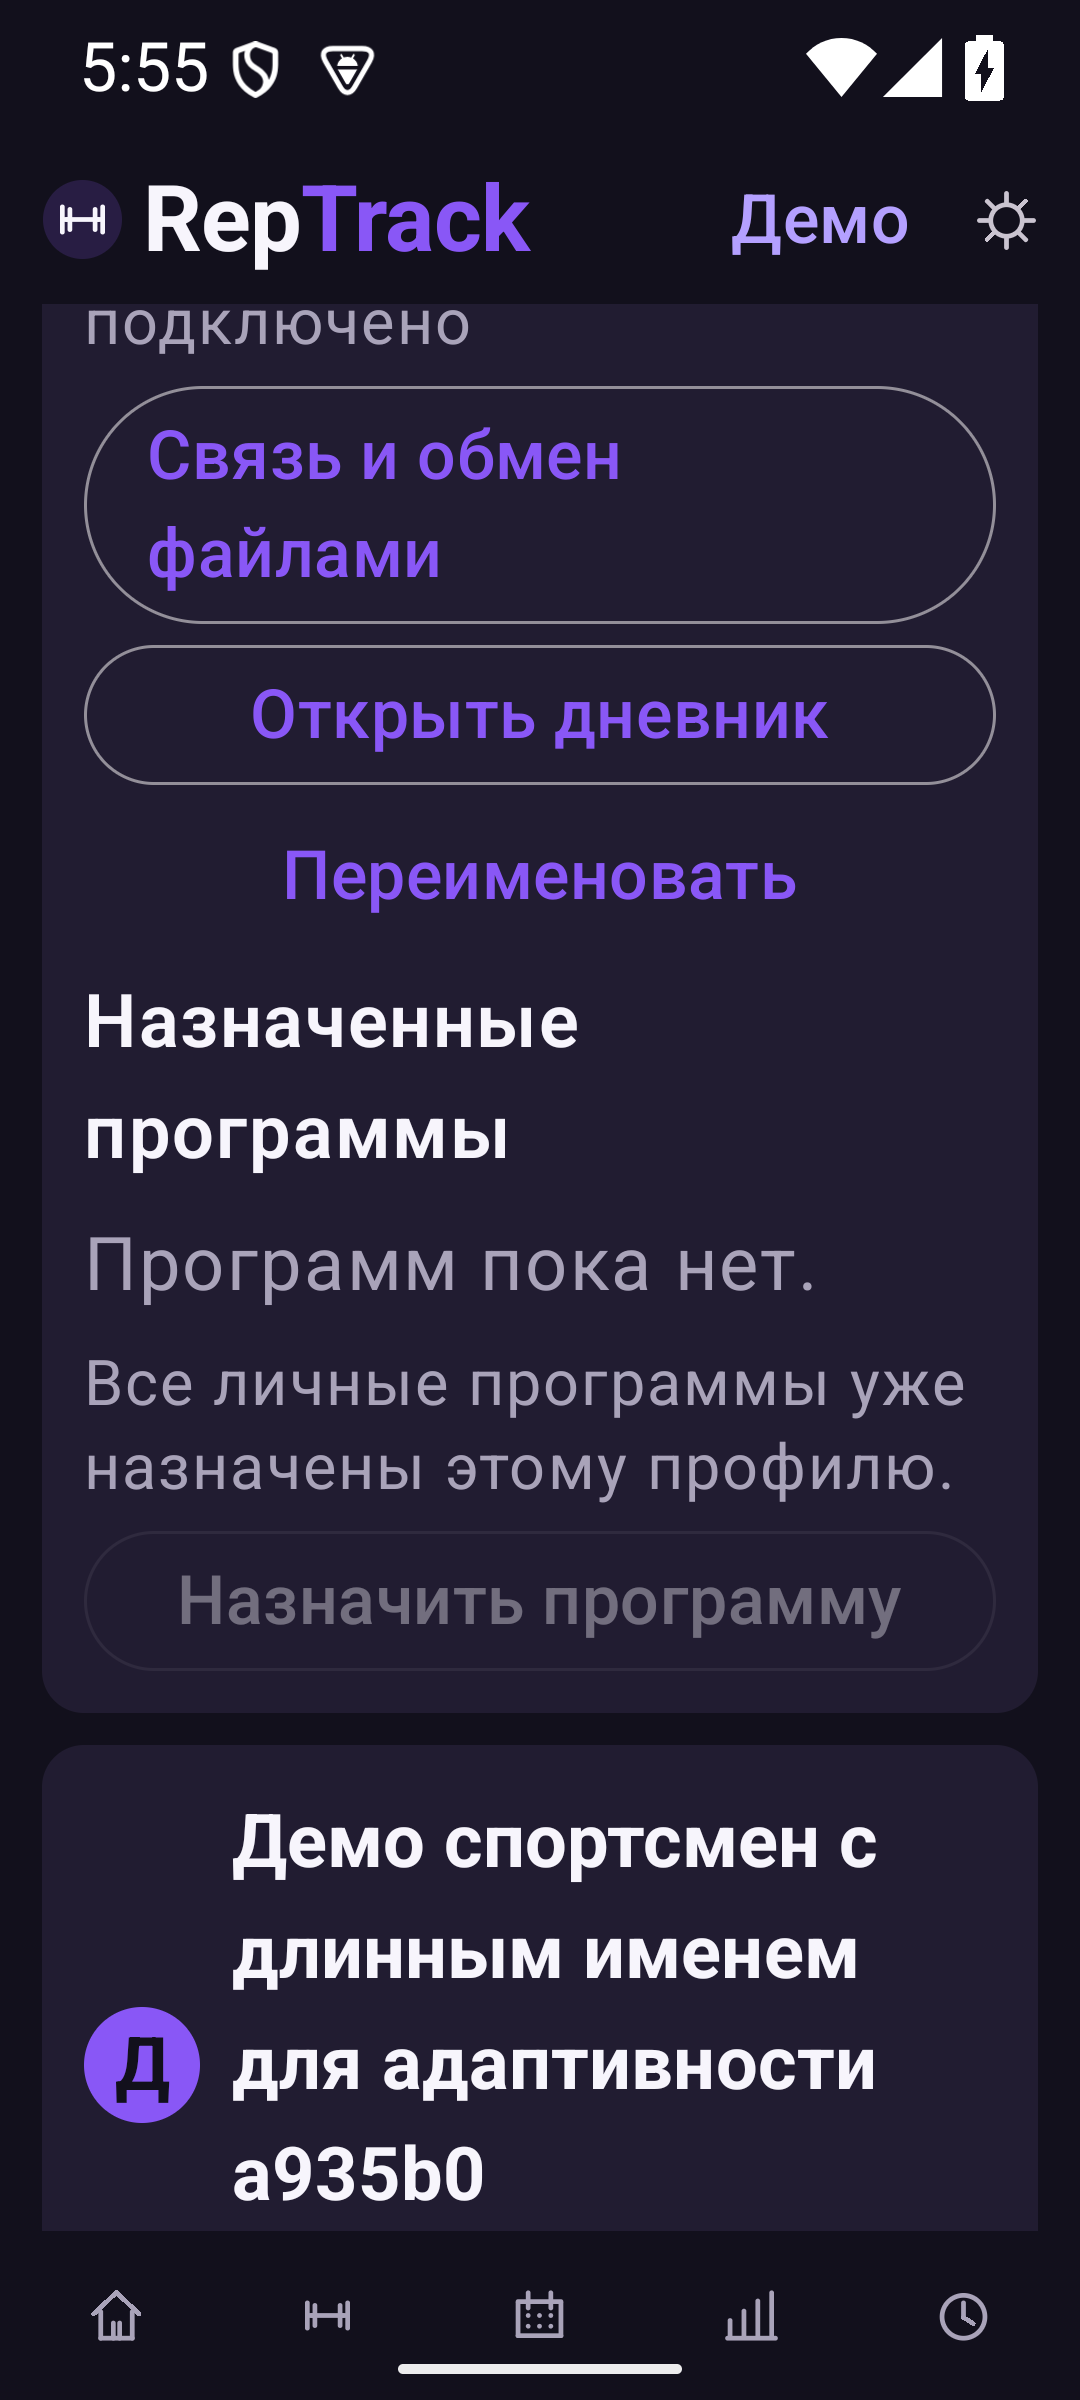 5:55
RepTrack
Демо
подключено
Связь и обмен
файлами
Открыть дневник
Переименовать
Назначенные
программы
Программ пока нет.
Все личные программы уже
назначены этому профилю.
Назначить программу
Демо спортсмен с
длинным именем
Д
для адаптивности
a935b0